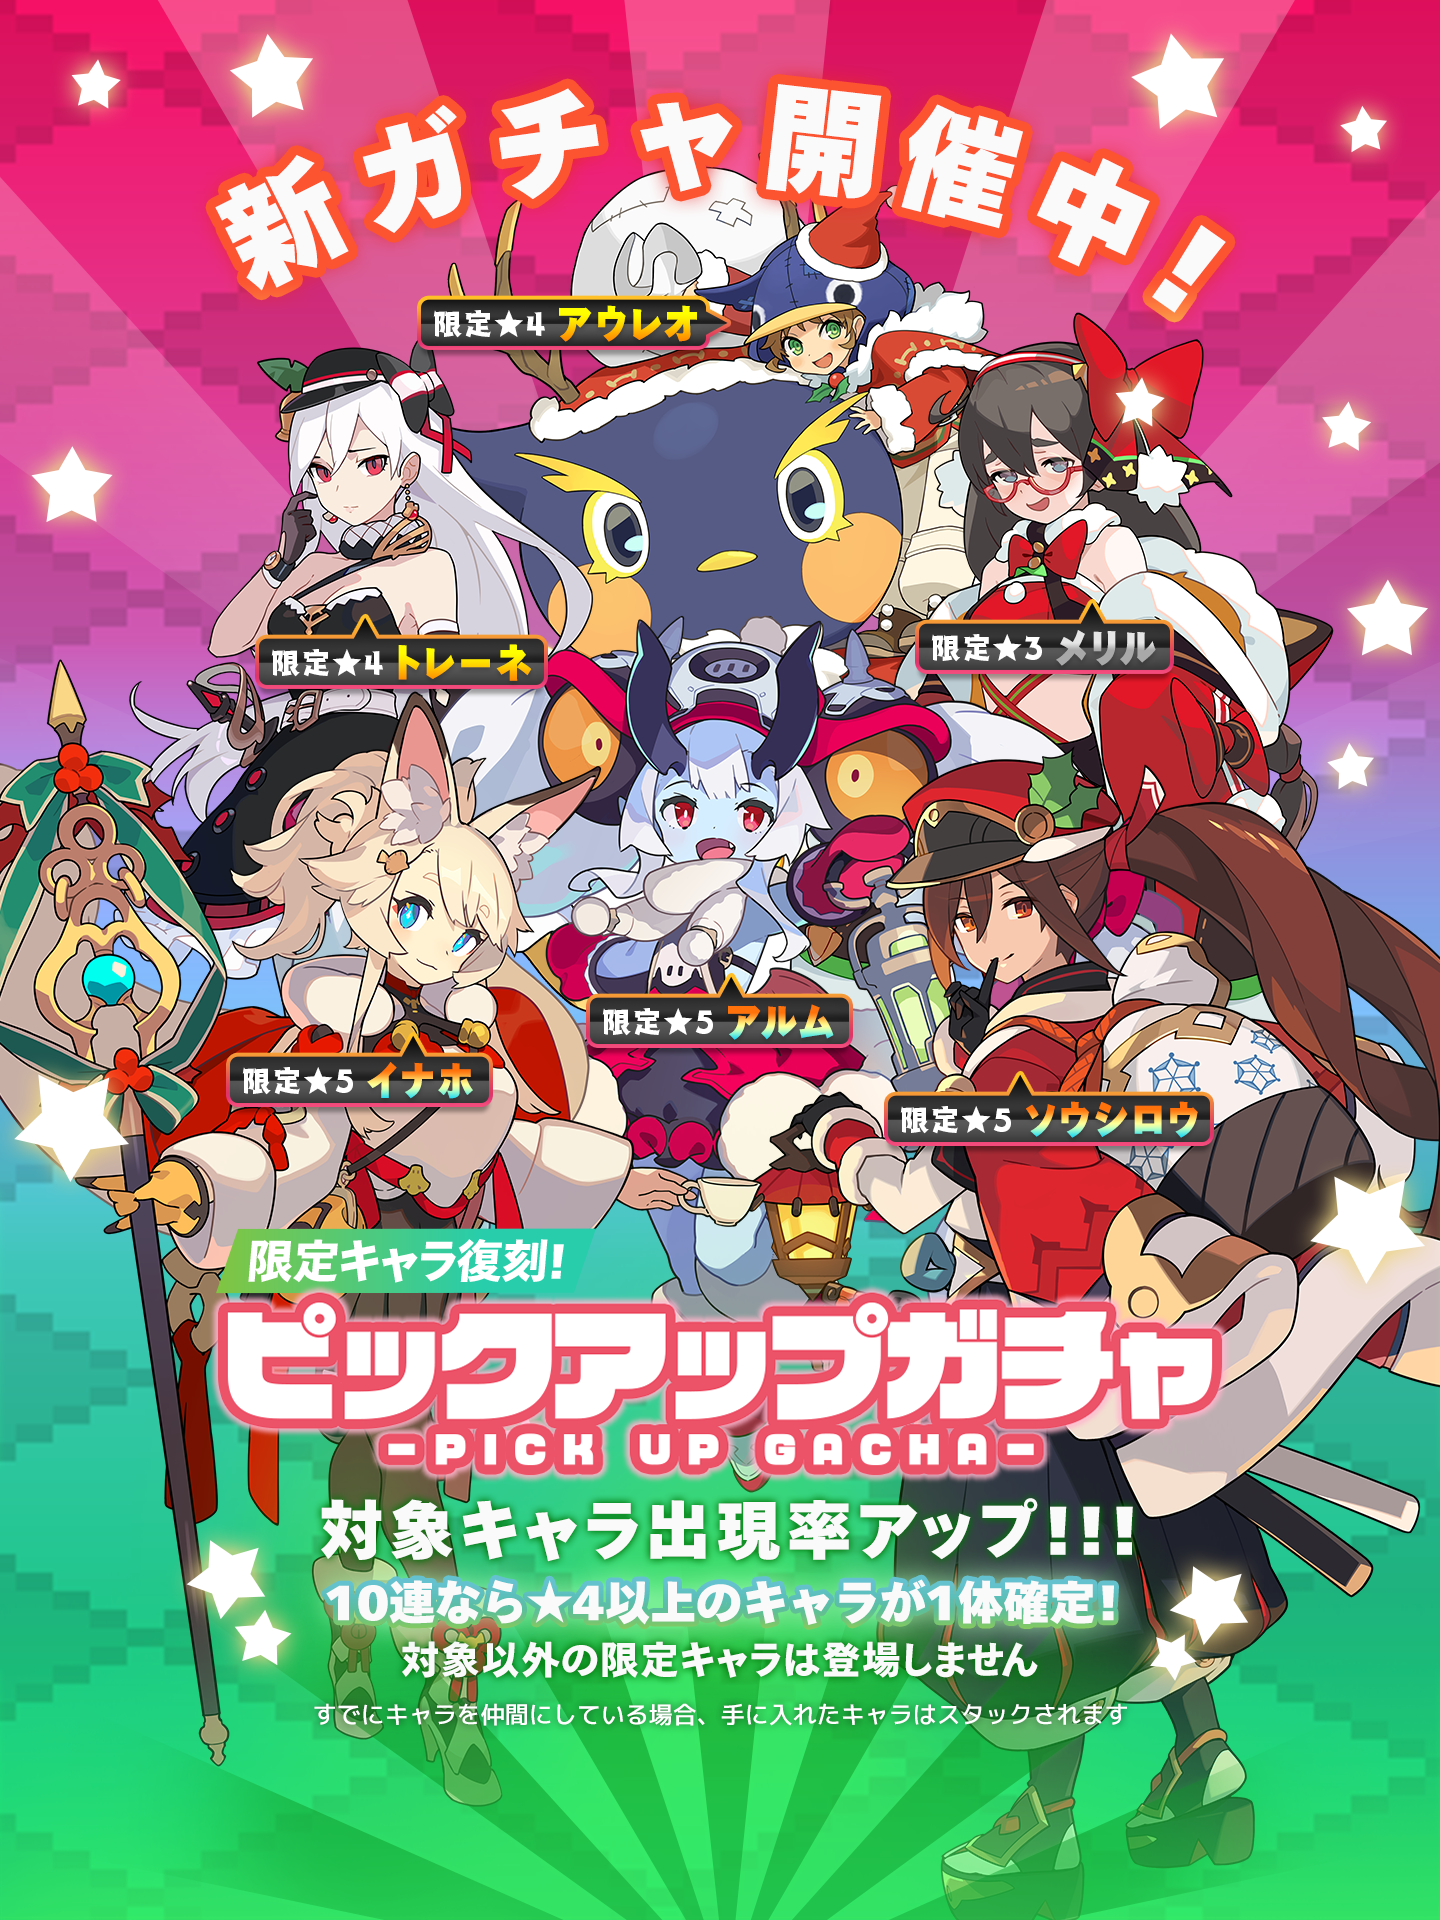 新ガチャ開催中！
限定★4 アウレオ
限定★4 トレーネ
限定★3 メリル
限定★5 アルム
限定★5 イナホ
限定★5 ソウシロウ
限定キャラ復刻！
ピックアップガチャ
-PICK UP GACHA-
対象キャラ出現率アップ！！！
10連なら★4以上のキャラが1体確定！
対象以外の限定キャラは登場しません
すでにキャラを仲間にしている場合、手に入れたキャラはスタックされます